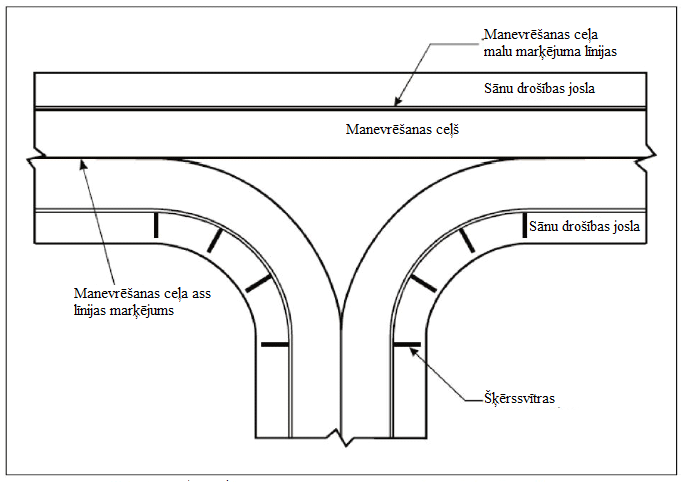 Manevrēšanas ceļa
malu marķējuma līnijas
Sānu drošības josla
Manevrēšanas ceļš
Sānu drošības josla
Manevrēšanas ceļa ass
līnijas marķējums
Šķērssvītras